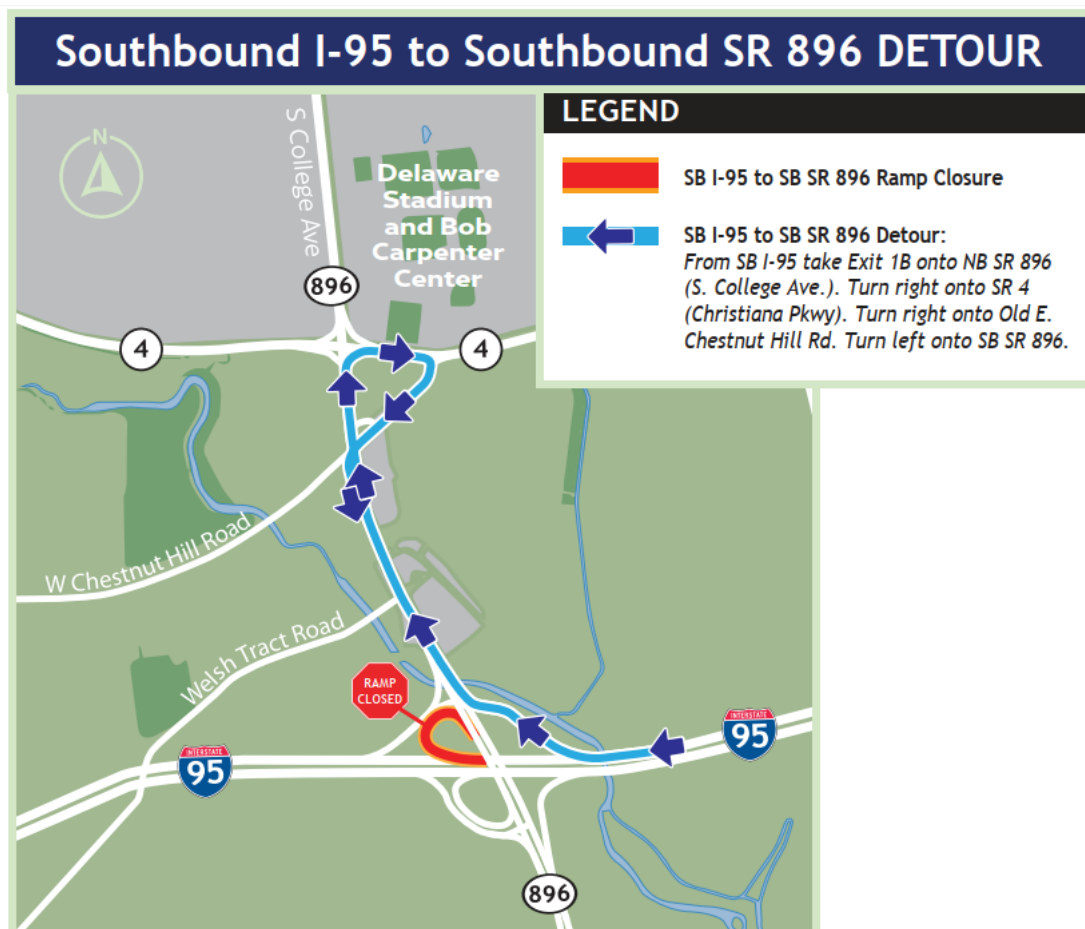 Southbound I-95 to Southbound SR 896 DETOUR
LEGEND
SB I-95 to SB SR 896 Ramp Closure
SB I-95 to SB SR 896 Detour:
From SB I-95 take Exit 1B onto NB SR 896
(S. College Ave.). Turn right onto SR 4
(Christiana Pkwy). Turn right onto Old E.
Chestnut Hill Rd. Turn left onto SB SR 896.
N
S College Ave
Delaware
Stadium
and Bob
Carpenter
Center
896
4
4
W Chestnut Hill Road
Welsh Tract Road
RAMP
CLOSED
INTERSTATE
95
INTERSTATE
95
896